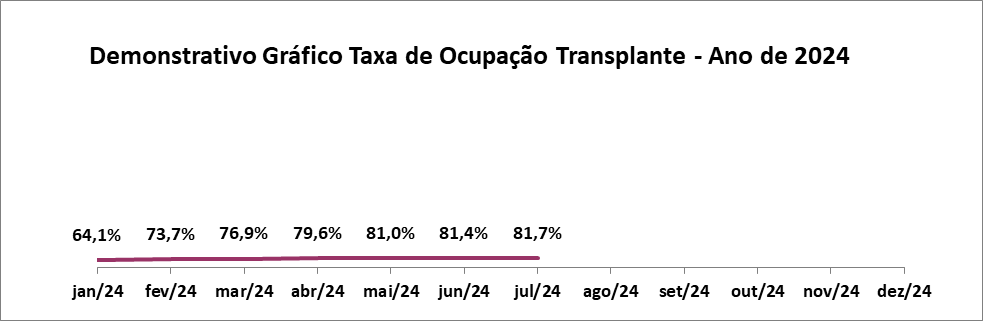 Demonstrativo Gráfico Taxa de Ocupação Transplante - Ano de 2024
64,1% 73,7% 76,9% 79,6% 81,0% 81,4% 81,7%
jan/24 fev/24 mar/24 abr/24 mai/24 jun/24 jul/24 ago/24 set/24 out/24 nov/24 dez/24